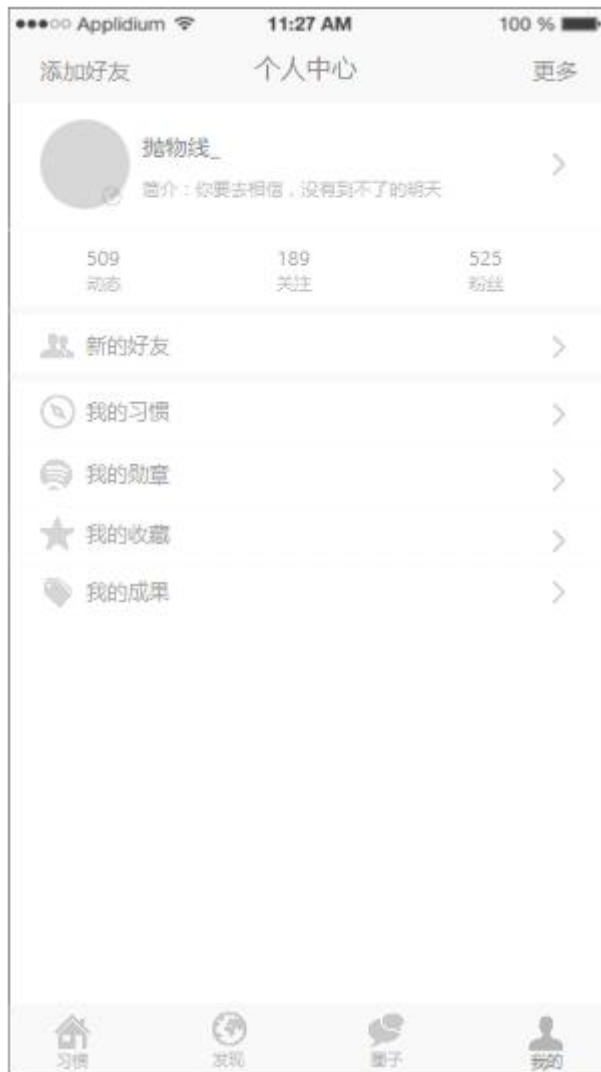 Applidium 11:27 AM 100 %
添加好友 个人中心 更多
抛物线_
简介：你要去相信，没有到不了的明天
509 189 525
动态 关注 粉丝
新的好友
我的习惯
我的勋章
我的收藏
我的成果
习惯 发现 圈子 我的